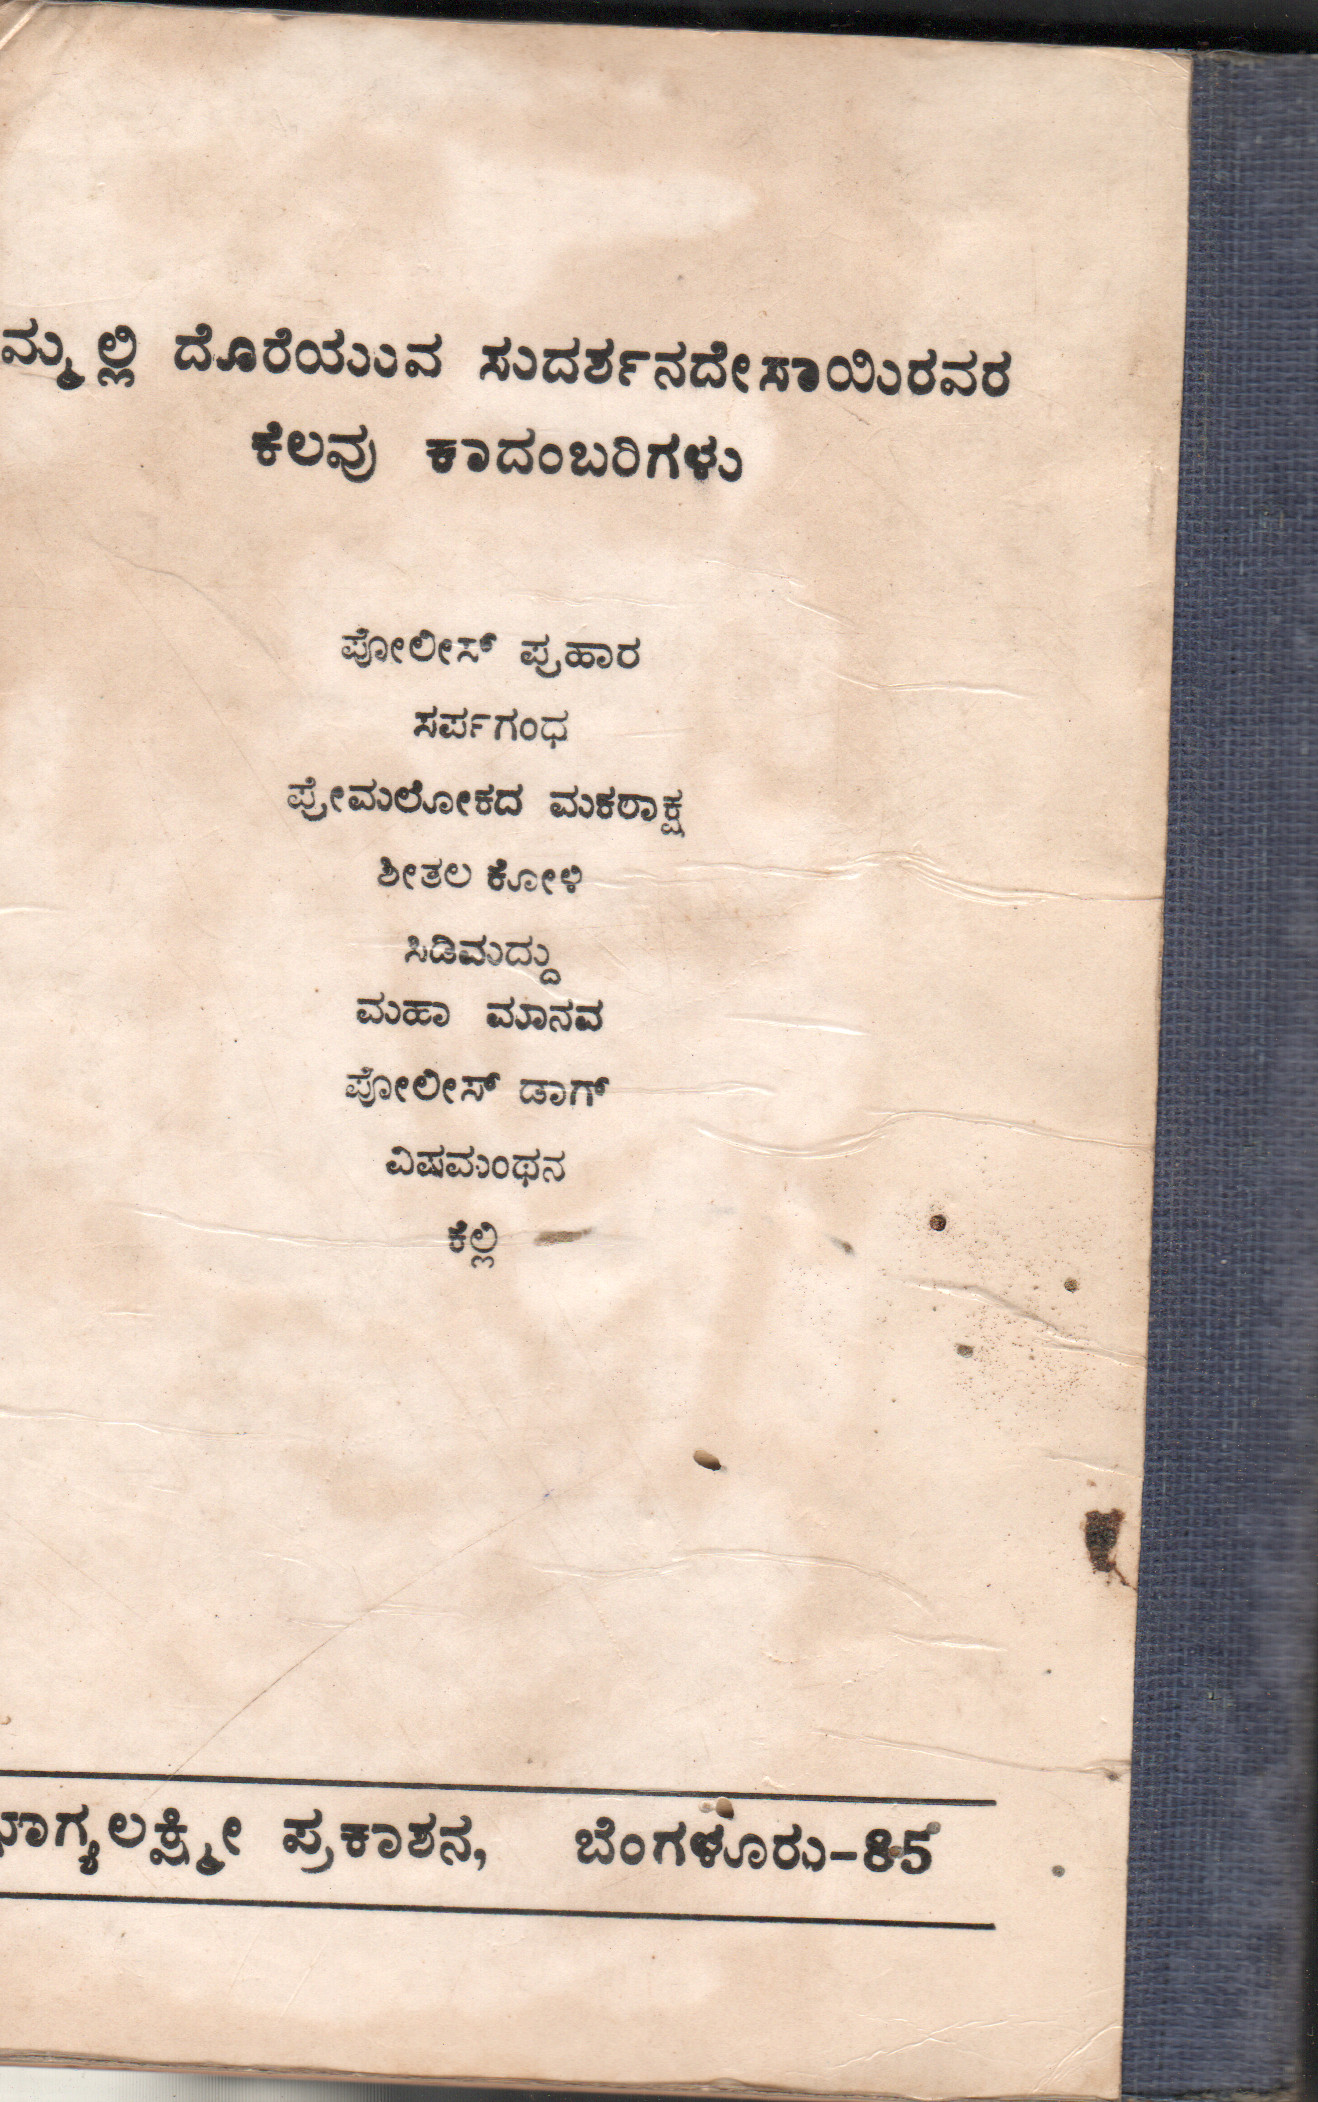 ಮ್ಮಲ್ಲಿ ದೊರೆಯುವ ಸುದರ್ಶನದೇಸಾಯಿರವರ
ಕೆಲವು ಕಾದಂಬರಿಗಳು
ಪೋಲೀಸ್ ಪ್ರಹಾರ
ಸರ್ಪಗಂಧ
ಪ್ರೇಮಲೋಕದ ಮಕರಾಕ್ಷ
ಶೀತಲ ಕೋಳಿ
ಸಿಡಿಮದ್ದು
ಮಹಾ ಮಾನವ
ಪೋಲೀಸ್ ಡಾಗ್
ವಿಷಮಂಥನ
ಕೆಲ್ಲಿ
ಭಾಗ್ಯಲಕ್ಷ್ಮೀ ಪ್ರಕಾಶನ, ಬೆಂಗಳೂರು-85